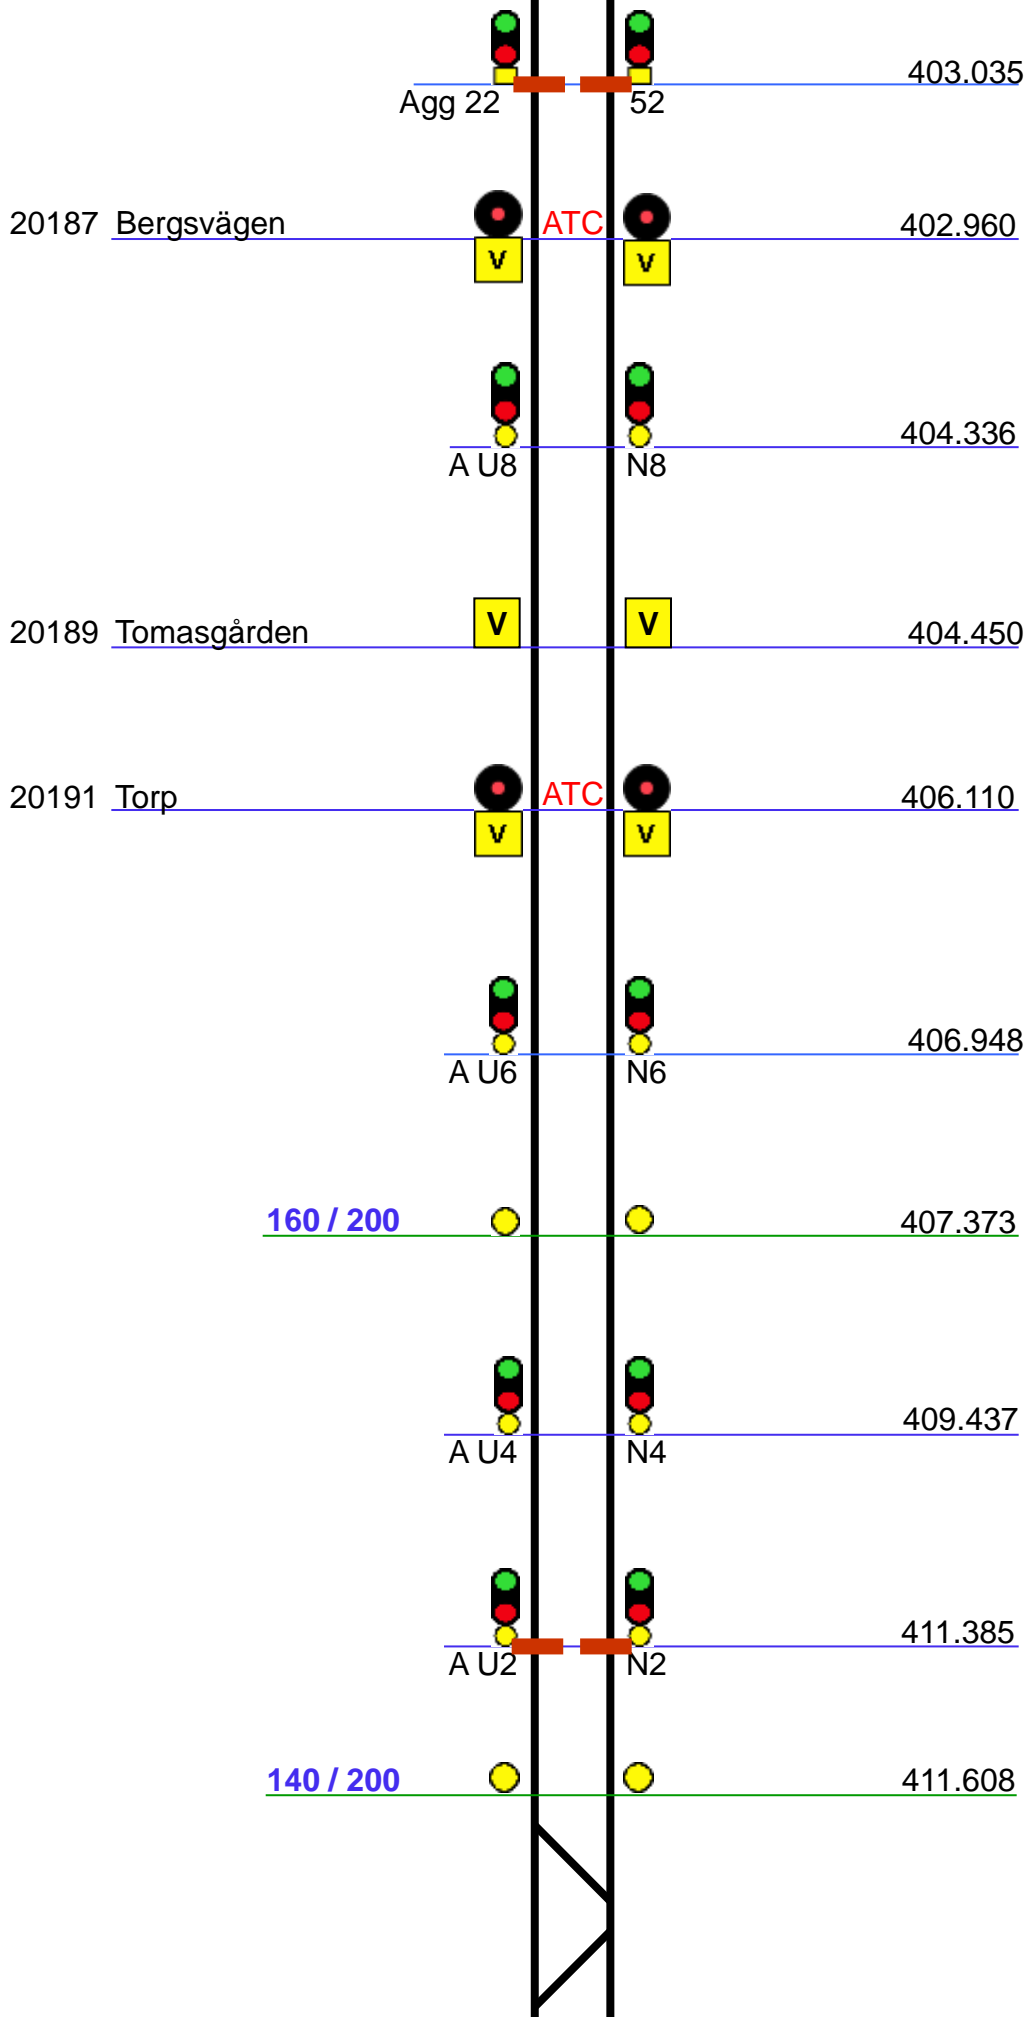 403.035
Agg 22 52
20187 Bergsvägen ATC 402.960
V V
404.336
A U8 N8
V V
20189 Tomasgården 404.450
20191 Torp ATC 406.110
V V
406.948
A U6 N6
160 / 200 407.373
409.437
A U4 N4
411.385
A U2 N2
140 / 200 411.608